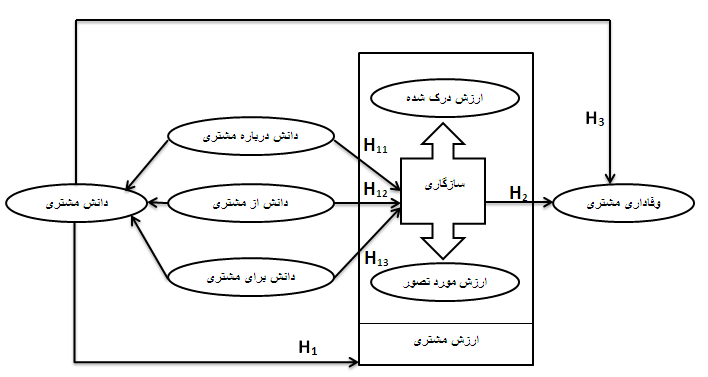 ارزش درک شده
H3
دانش درباره مشتری
H11
سازگاری
H12
H2
دانش مشتری
دانش از مشتری
وفاداری مشتری
H13
دانش برای مشتری
ارزش مورد تصور
ارزش مشتری
H1